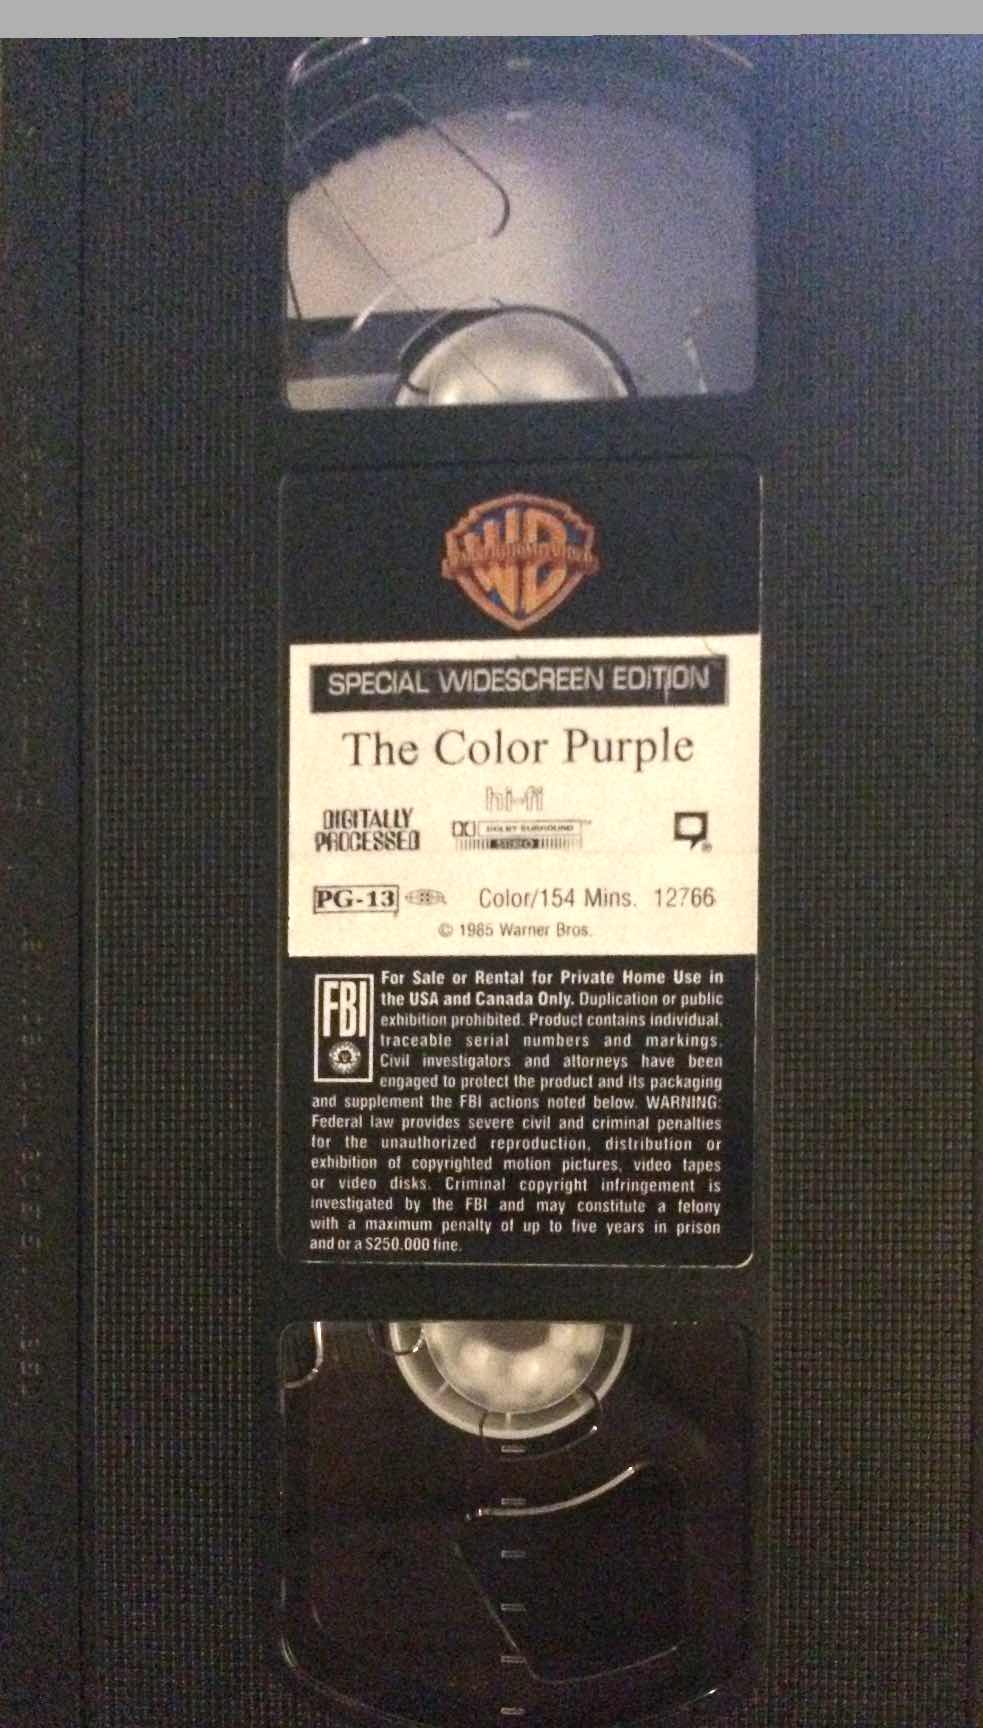 WB
SPECIAL WIDESCREEN EDITION
The Color Purple
hi-fi
DIGITALLY
PROCESSED
DOLBY SURROUND
STEREO
PG-13
Color/154 Mins. 12766
© 1985 Warner Bros.
FBI
For Sale or Rental for Private Home Use in
the USA and Canada Only. Duplication or public
exhibition prohibited. Product contains individual,
traceable serial numbers and markings.
Civil investigators and attorneys have been
engaged to protect the product and its packaging
and supplement the FBI actions noted below. WARNING:
Federal law provides severe civil and criminal penalties
for the unauthorized reproduction, distribution or
exhibition of copyrighted motion pictures, video tapes
or video disks. Criminal copyright infringement is
investigated by the FBI and may constitute a felony
with a maximum penalty of up to five years in prison
and or a $250.000 fine.